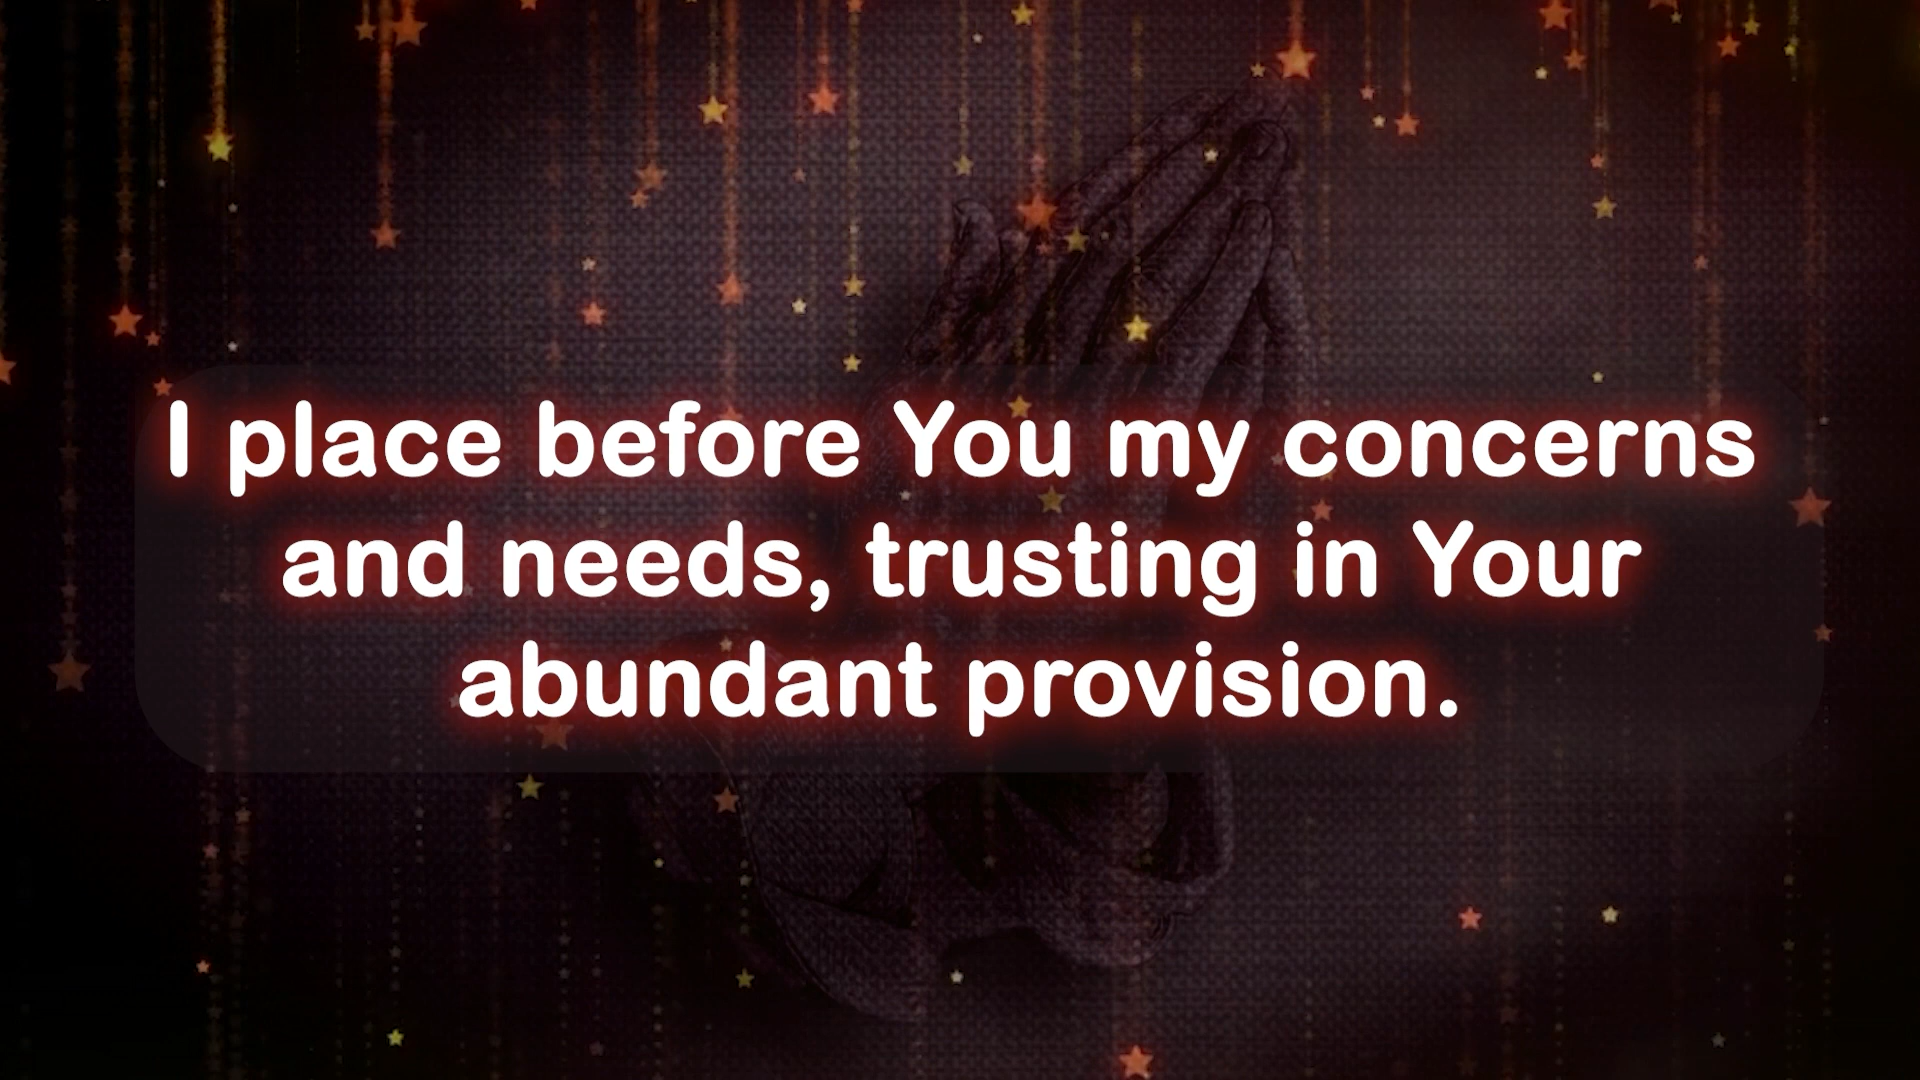 I place before You my concerns
and needs, trusting in Your
abundant provision.